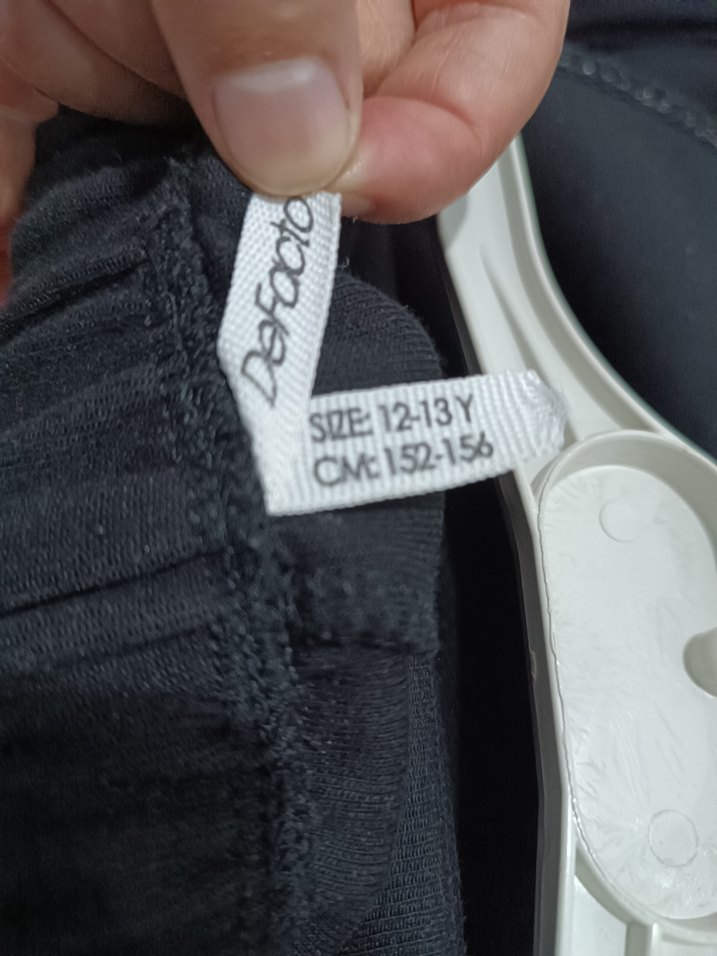 DeFacto
SIZE: 12-13 Y
CM: 152-156